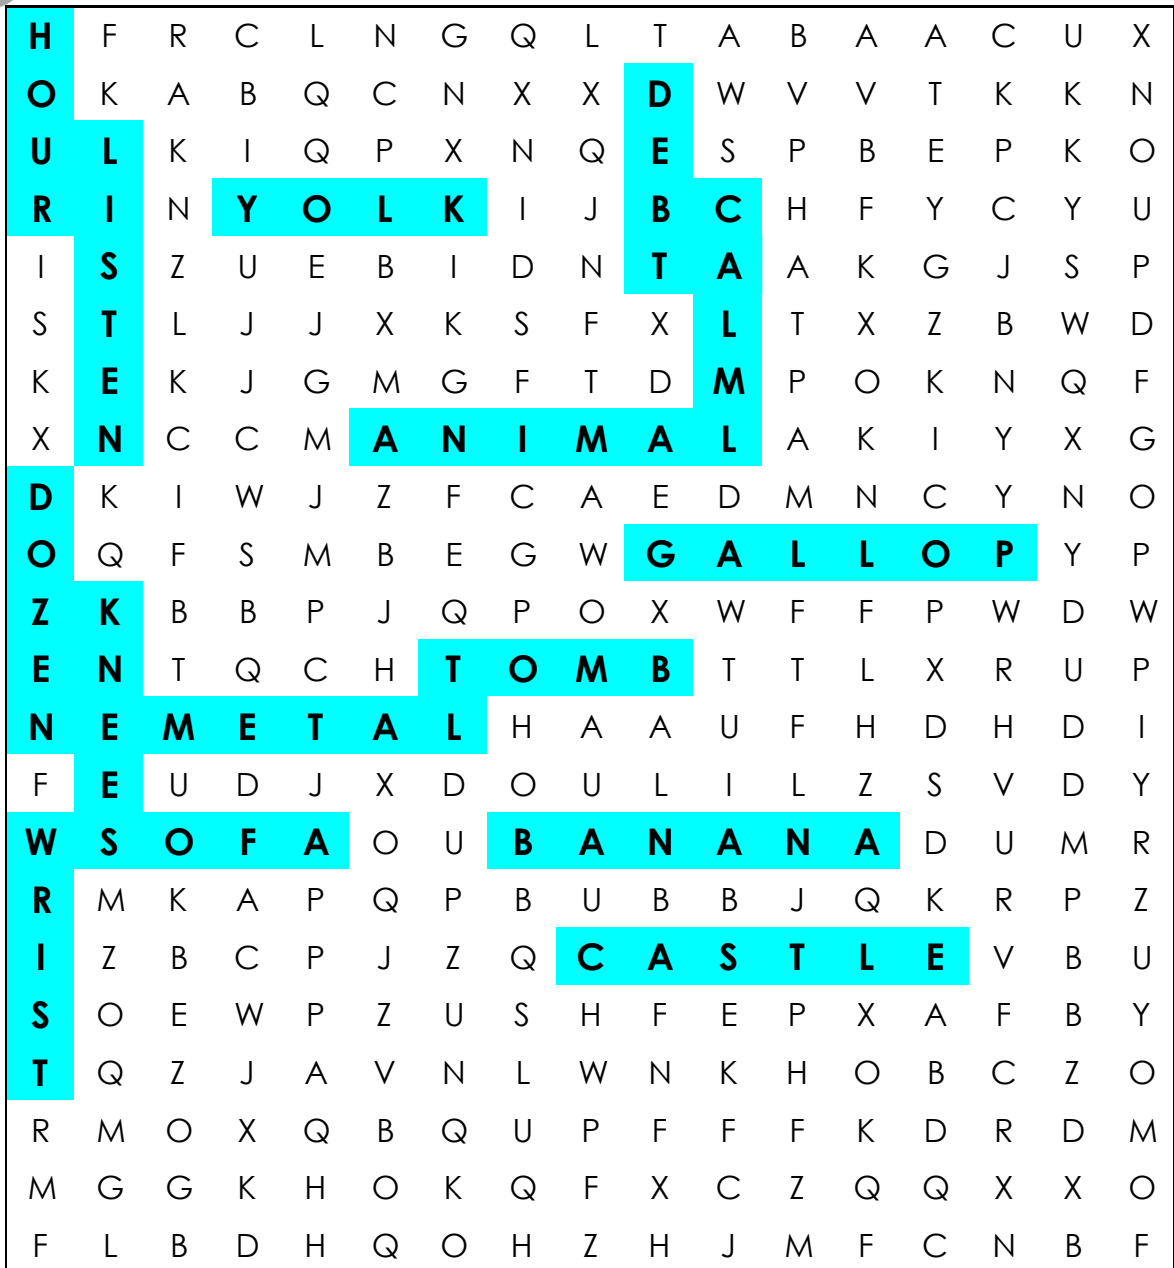 H F R C L N G Q L T A B A A C U X
O K A B Q C N X X D W V V T K K N
U L K I Q P X N Q E S P B E P K O
R I N Y O L K I J B C H F Y C Y U
I S Z U E B I D N T A A K G J S P
S T L J J X K S F X L T X Z B W D
K E K J G M G F T D M P O K N Q F
X N C C M A N I M A L A K I Y X G
D K I W J Z F C A E D M N C Y N O
O Q F S M B E G W G A L L O P Y P
Z K B B P J Q P O X W F F P W D W
E N T Q C H T O M B T T L X R U P
N E M E T A L H A A U F H D H D I
F E U D J X D O U L I L Z S V D Y
W S O F A O U B A N A N A D U M R
R M K A P Q P B U B B J Q K R P Z
I Z B C P J Z Q C A S T L E V B U
S O E W P Z U S H F E P X A F B Y
T Q Z J A V N L W N K H O B C Z O
R M O X Q B Q U P F F F K D R D M
M G G K H O K Q F X C Z Q Q X X O
F L B D H Q O H Z H J M F C N B F